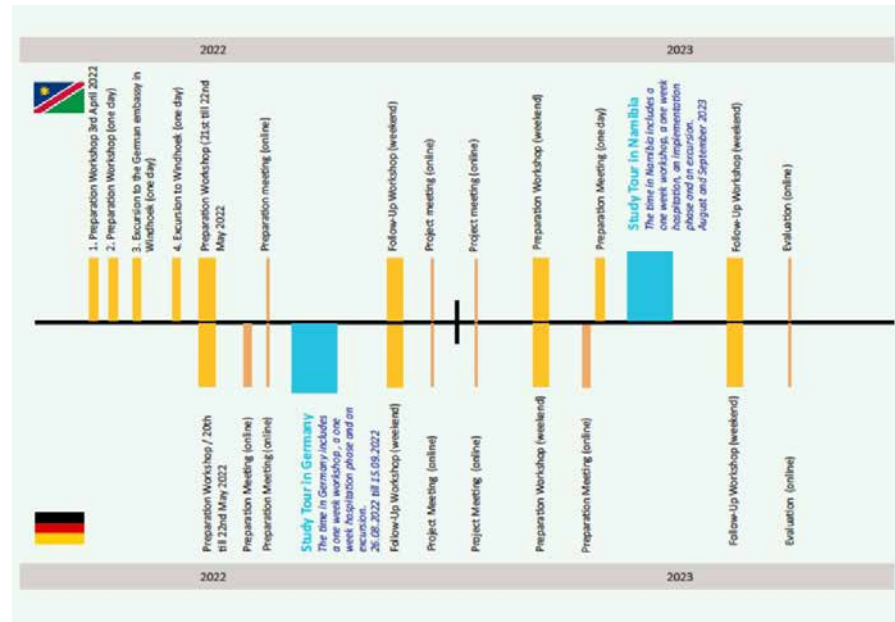 2022
2023
1. Preparation Workshop 3rd April 2022
2. Preparation Workshop (one day)
3. Excursion to the German embassy in
Windhoek (one day)
4. Excursion to Windhoek (one day)
Preparation Workshop (21st till 22nd
May 2022
Preparation meeting (online)
Follow-Up Workshop (weekend)
Project meeting (online)
Project meeting (online)
Preparation Workshop (weekend)
Preparation Meeting (one day)
Study Tour in Namibia
The time in Namibia includes a
one week workshop, a one week
hospitation, an implementation
phase and an excursion.
August and September 2023
Follow-Up Workshop (weekend)
Evaluation (online)
Preparation Workshop / 20th
till 22nd May 2022
Preparation Meeting (online)
Preparation Meeting (online)
Study Tour in Germany
The time in Germany includes
a one week workshop, a one
week hospitation phase and an
excursion.
26.08.2022 till 15.09.2022
Follow-Up Workshop (weekend)
Project Meeting (online)
Project Meeting (online)
Preparation Workshop (weekend)
Preparation Meeting (online)
Follow-Up Workshop (weekend)
Evaluation (online)
2022
2023